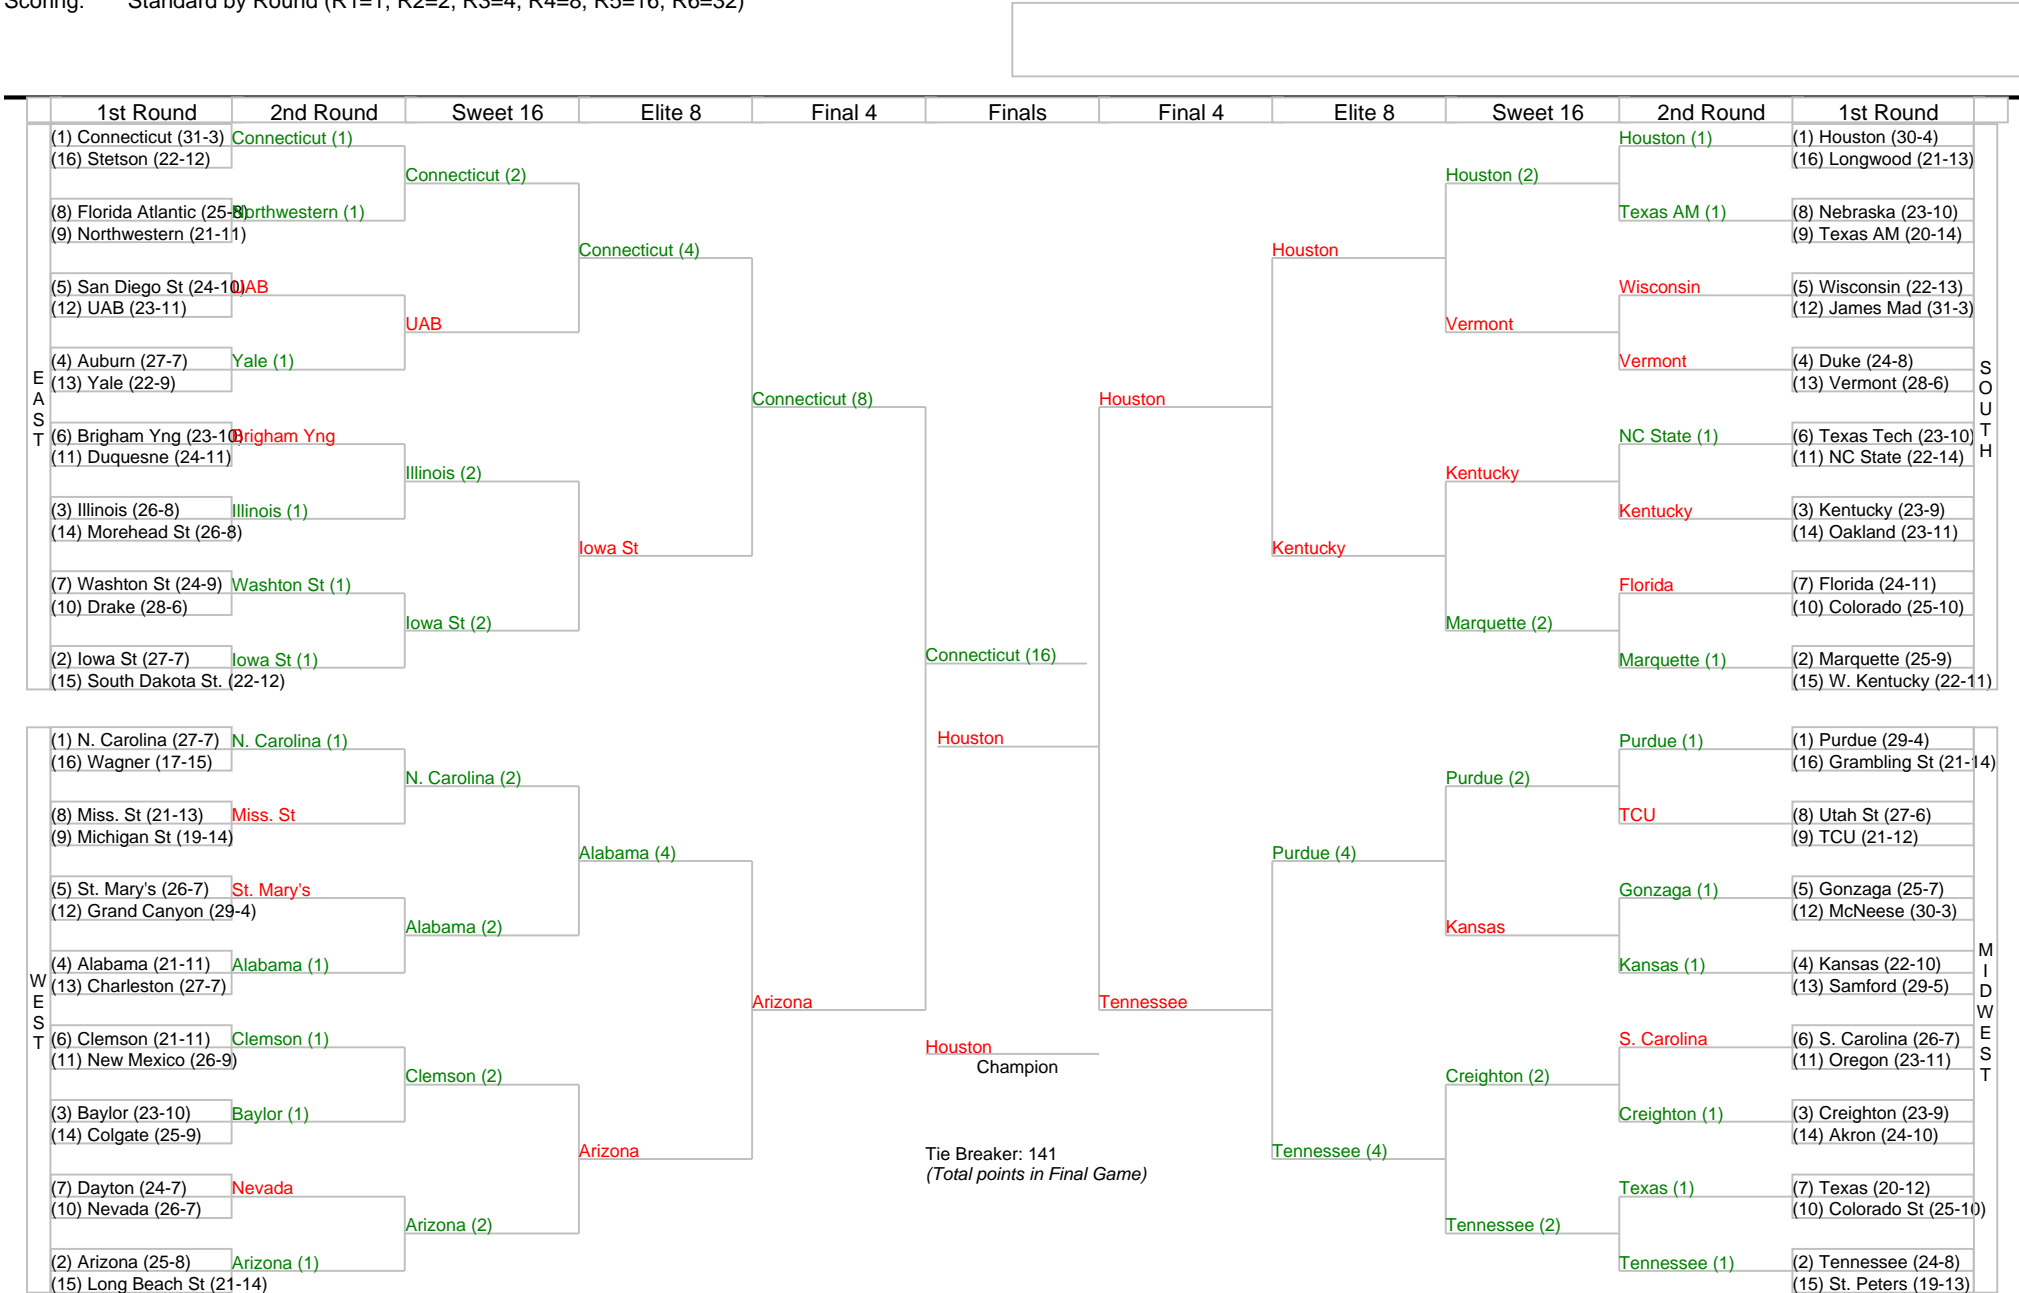 Scoring: Standard by Round (R1=1, R2=2, R3=4, R4=8, R5=16, R6=32)
1st Round 2nd Round Sweet 16 Elite 8 Final 4 Finals Final 4 Elite 8 Sweet 16 2nd Round 1st Round
EAST
(1) Connecticut (31-3)
(16) Stetson (22-12)
(8) Florida Atlantic (25-8)
(9) Northwestern (21-11)
(5) San Diego St (24-10)
(12) UAB (23-11)
(4) Auburn (27-7)
(13) Yale (22-9)
(6) Brigham Yng (23-10)
(11) Duquesne (24-11)
(3) Illinois (26-8)
(14) Morehead St (26-8)
(7) Washton St (24-9)
(10) Drake (28-6)
(2) Iowa St (27-7)
(15) South Dakota St. (22-12)
Connecticut (1)
Northwestern (1)
UAB
Yale (1)
Brigham Yng
Illinois (1)
Washton St (1)
Iowa St (1)
Connecticut (2)
UAB
Illinois (2)
Iowa St (2)
Connecticut (4)
Iowa St
Connecticut (8)
WEST
(1) N. Carolina (27-7)
(16) Wagner (17-15)
(8) Miss. St (21-13)
(9) Michigan St (19-14)
(5) St. Mary's (26-7)
(12) Grand Canyon (29-4)
(4) Alabama (21-11)
(13) Charleston (27-7)
(6) Clemson (21-11)
(11) New Mexico (26-9)
(3) Baylor (23-10)
(14) Colgate (25-9)
(7) Dayton (24-7)
(10) Nevada (26-7)
(2) Arizona (25-8)
(15) Long Beach St (21-14)
N. Carolina (1)
Miss. St
St. Mary's
Alabama (1)
Clemson (1)
Baylor (1)
Nevada
Arizona (1)
N. Carolina (2)
Alabama (2)
Clemson (2)
Arizona (2)
Alabama (4)
Arizona
Arizona
Connecticut (16)
Houston
Houston
Champion
Tie Breaker: 141
(Total points in Final Game)
Houston
Tennessee
Houston
Kentucky
Houston (2)
Vermont
Kentucky
Marquette (2)
Houston (1)
Texas AM (1)
Wisconsin
Vermont
NC State (1)
Kentucky
Florida
Marquette (1)
(1) Houston (30-4)
(16) Longwood (21-13)
(8) Nebraska (23-10)
(9) Texas AM (20-14)
(5) Wisconsin (22-13)
(12) James Mad (31-3)
(4) Duke (24-8)
(13) Vermont (28-6)
(6) Texas Tech (23-10)
(11) NC State (22-14)
(3) Kentucky (23-9)
(14) Oakland (23-11)
(7) Florida (24-11)
(10) Colorado (25-10)
(2) Marquette (25-9)
(15) W. Kentucky (22-11)
SOUTH
Purdue (4)
Tennessee (4)
Purdue (2)
Kansas
Creighton (2)
Tennessee (2)
Purdue (1)
TCU
Gonzaga (1)
Kansas (1)
S. Carolina
Creighton (1)
Texas (1)
Tennessee (1)
(1) Purdue (29-4)
(16) Grambling St (21-14)
(8) Utah St (27-6)
(9) TCU (21-12)
(5) Gonzaga (25-7)
(12) McNeese (30-3)
(4) Kansas (22-10)
(13) Samford (29-5)
(6) S. Carolina (26-7)
(11) Oregon (23-11)
(3) Creighton (23-9)
(14) Akron (24-10)
(7) Texas (20-12)
(10) Colorado St (25-10)
(2) Tennessee (24-8)
(15) St. Peters (19-13)
MIDWEST